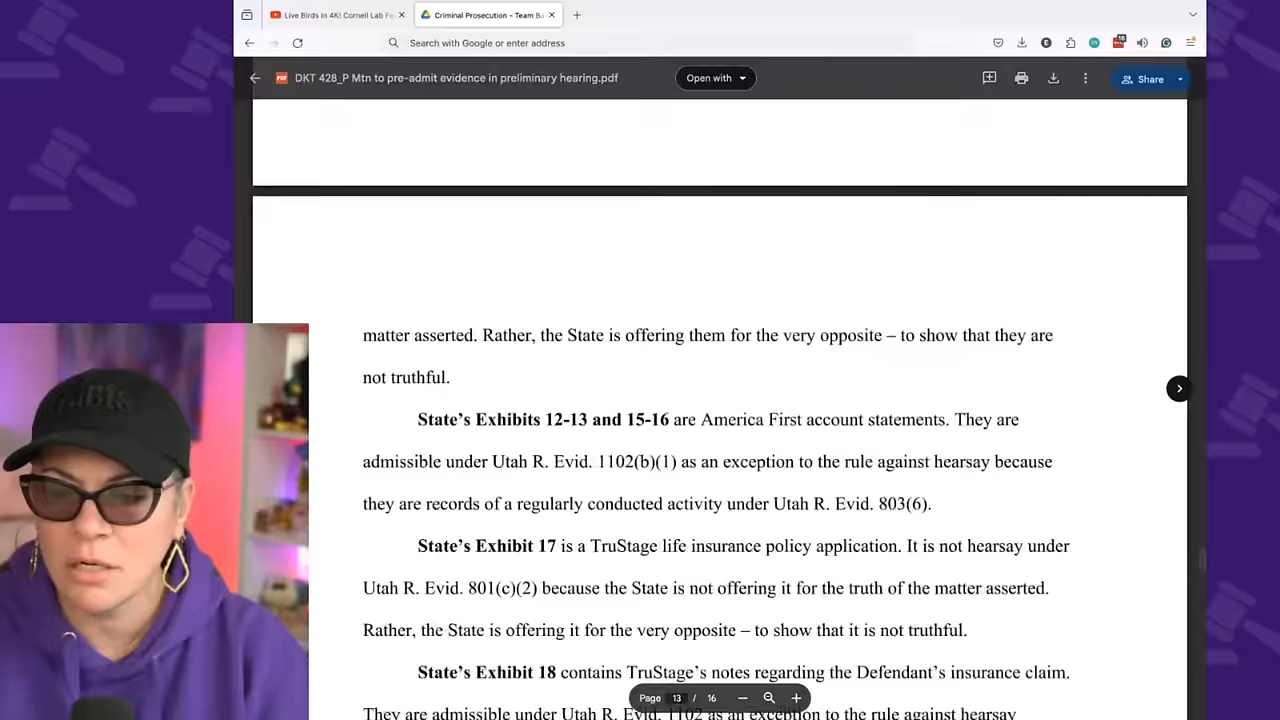 Live Birds In 4K! Cornell Lab Fe
Criminal Prosecution – Team Ba
Search with Google or enter address
18
DKT 428_P Mtn to pre-admit evidence in preliminary hearing.pdf
Open with
Share
matter asserted. Rather, the State is offering them for the very opposite – to show that they are
not truthful.
State's Exhibits 12-13 and 15-16 are America First account statements. They are
admissible under Utah R. Evid. 1102(b)(1) as an exception to the rule against hearsay because
they are records of a regularly conducted activity under Utah R. Evid. 803(6).
State's Exhibit 17 is a TruStage life insurance policy application. It is not hearsay under
Utah R. Evid. 801(c)(2) because the State is not offering it for the truth of the matter asserted.
Rather, the State is offering it for the very opposite – to show that it is not truthful.
State's Exhibit 18 contains TruStage's notes regarding the Defendant's insurance claim.
Page 13 / 16
They are admissible under Utah R. Evid. 1102 as an exception to the rule against hearsay